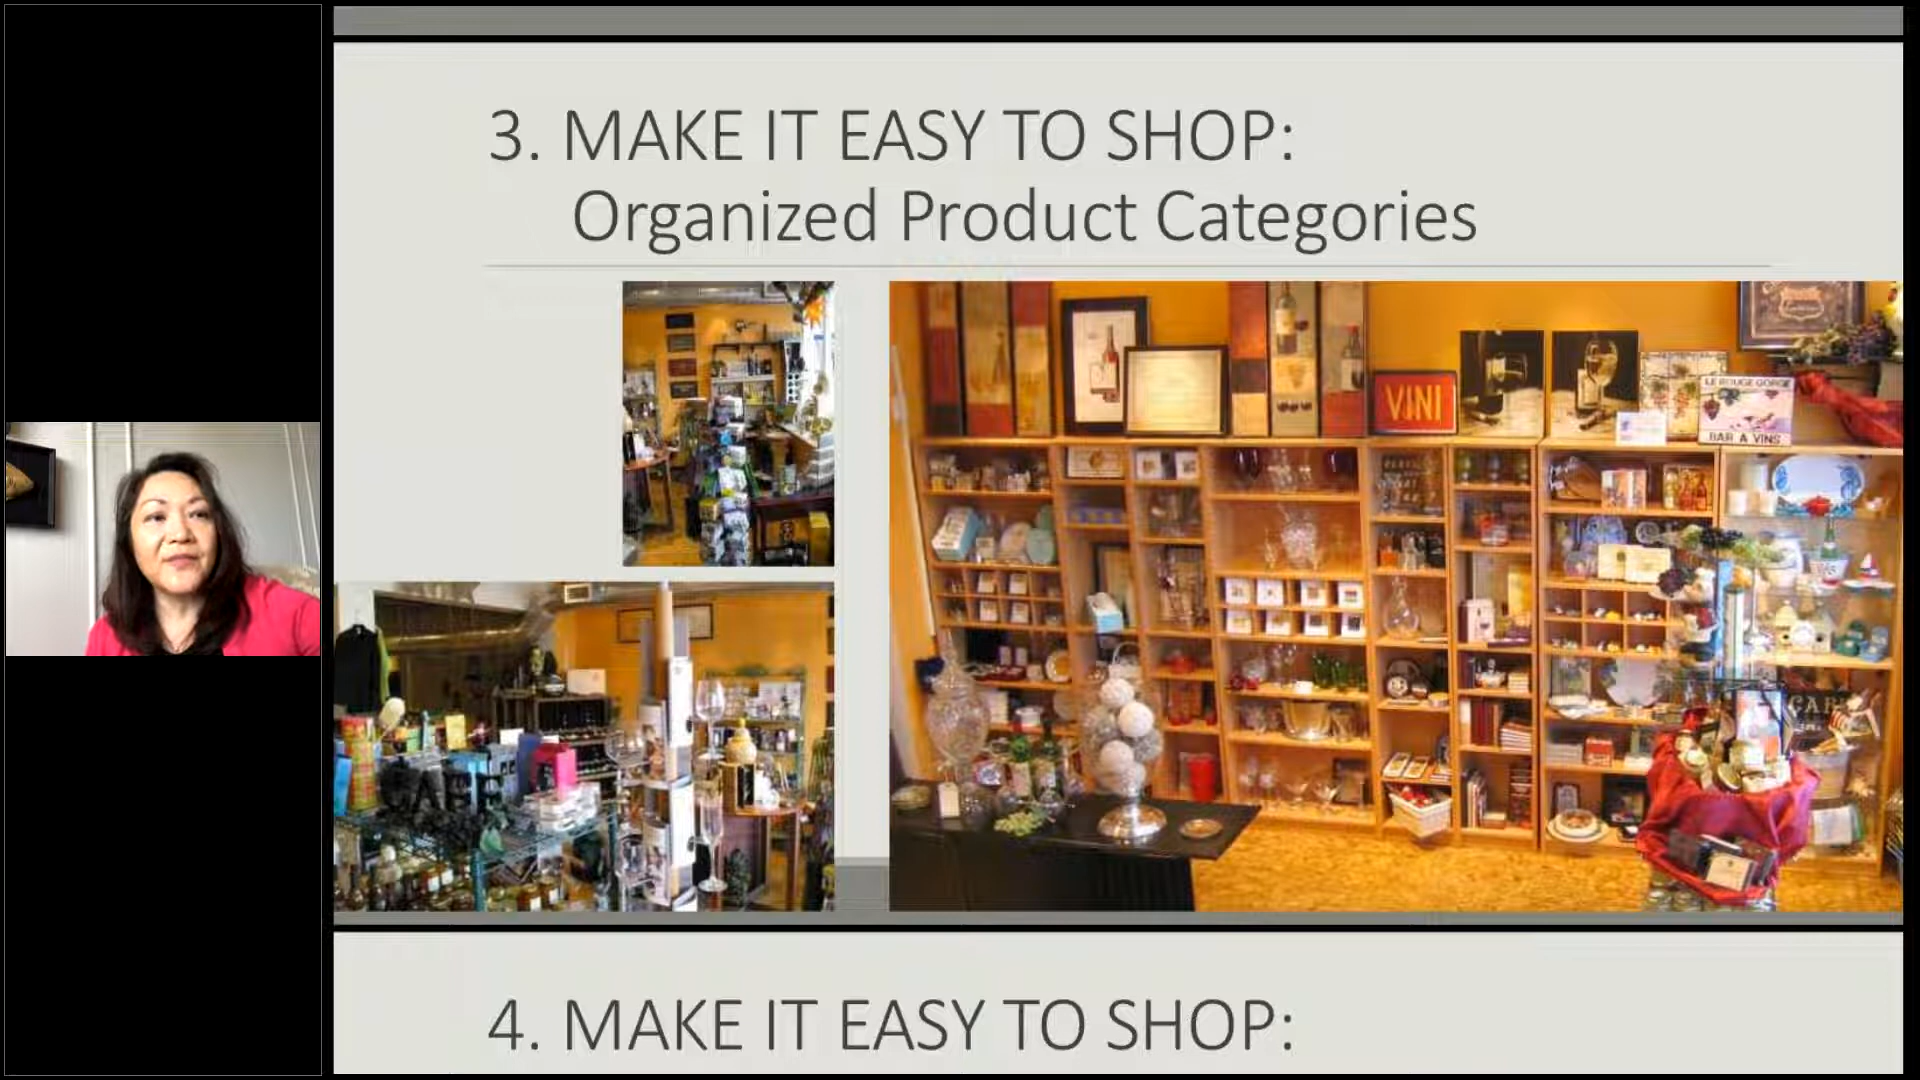 3. MAKE IT EASY TO SHOP:
Organized Product Categories
VINI
LE ROUGE GORGE
BAR A VINS
CAFE
4. MAKE IT EASY TO SHOP: